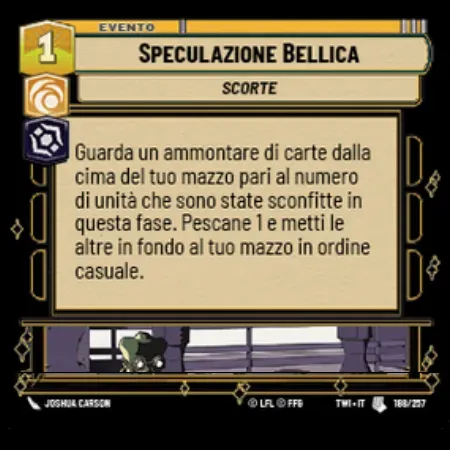 EVENTO
1
SPECULAZIONE BELLICA
SCORTE
Guarda un ammontare di carte dalla
cima del tuo mazzo pari al numero
di unità che sono state sconfitte in
questa fase. Pescane 1 e metti le
altre in fondo al tuo mazzo in ordine
casuale.
JOSHUA CARSON
© LFL © FFG
TWI • IT
188/257